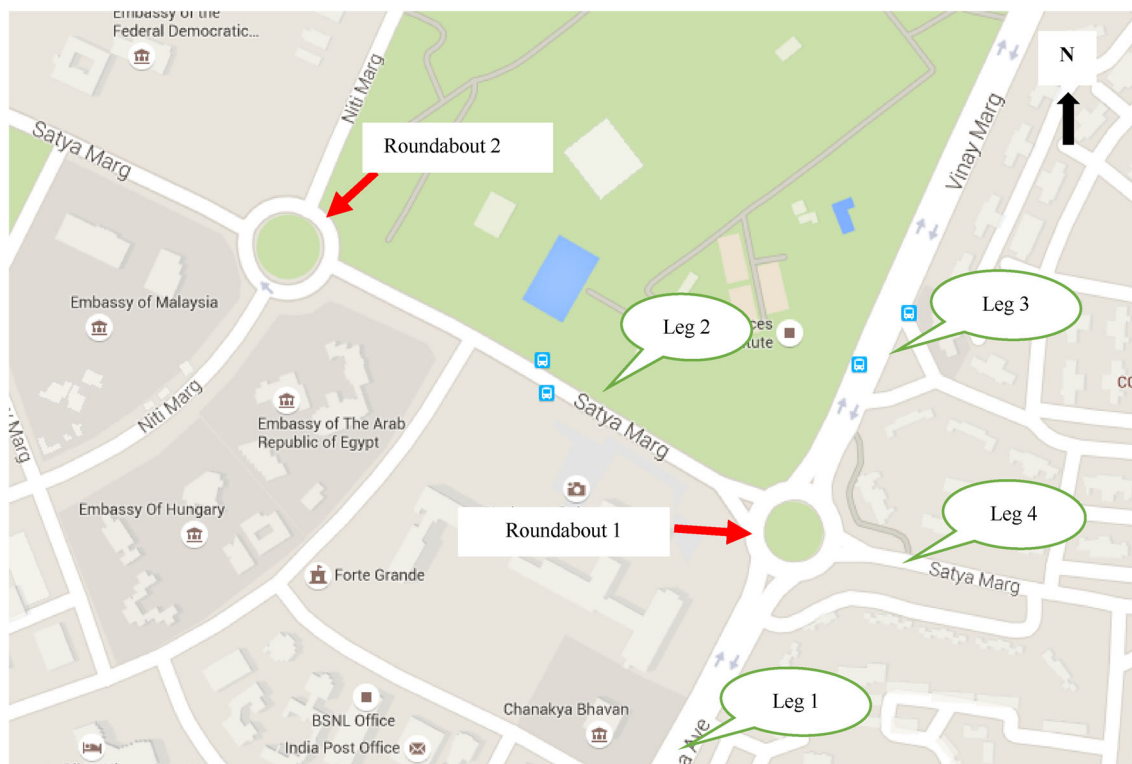 Embassy of the
Federal Democratic...
N
Niti Marg
Vinay Marg
Satya Marg
Roundabout 2
Embassy of Malaysia
Leg 3
Leg 2
Niti Marg
Embassy of The Arab
Republic of Egypt
Satya Marg
Marg
Embassy Of Hungary
Roundabout 1
Leg 4
Satya Marg
Forte Grande
Leg 1
Chanakya Bhavan
BSNL Office
India Post Office
Ave